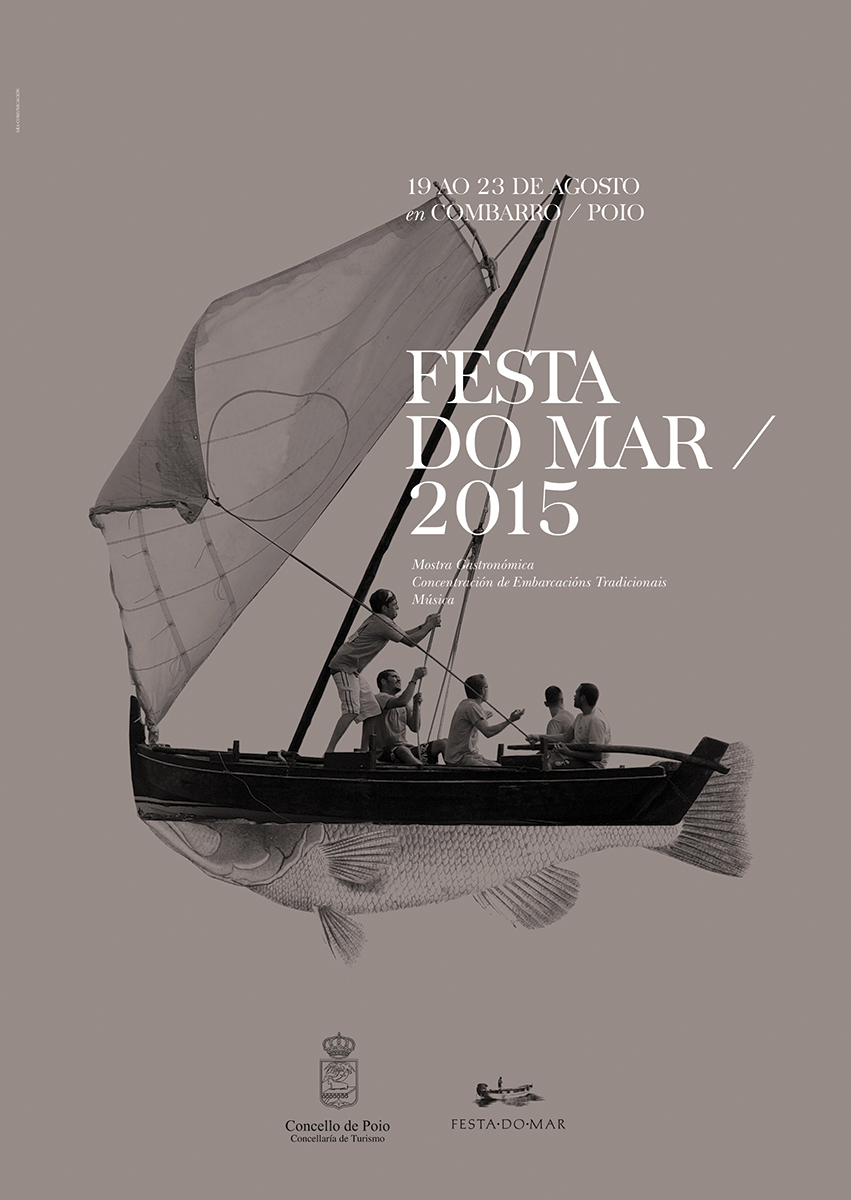 19 AO 23 DE AGOSTO
en COMBARRO / POIO
FESTA
DO MAR /
2015
Mostra Gastronómica
Concentración de Embarcacións Tradicionais
Música
Concello de Poio
Concellaría de Turismo
FESTA·DO·MAR